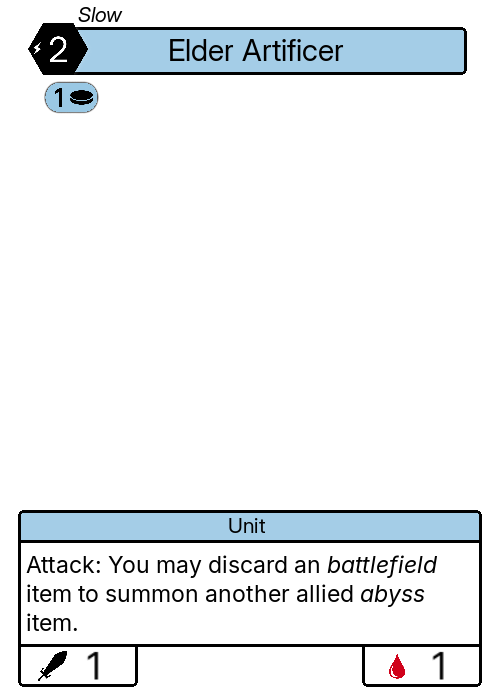 Slow
2 Elder Artificer
1
Unit
Attack: You may discard an battlefield
item to summon another allied abyss
item.
1 1